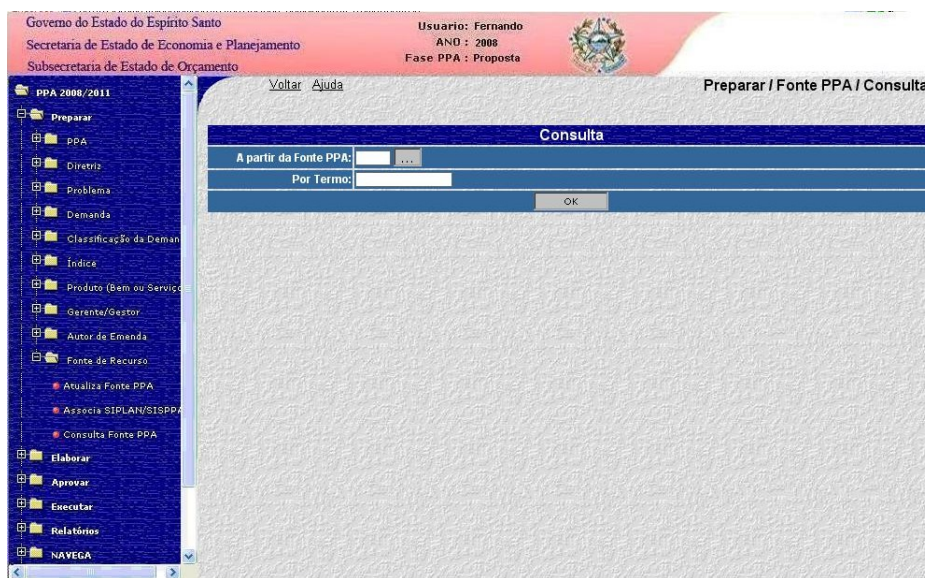 Governo do Estado do Espírito Santo
Secretaria de Estado de Economia e Planejamento
Subsecretaria de Estado de Orçamento
Usuario: Fernando
ANO : 2008
Fase PPA : Proposta
Voltar Ajuda
Preparar / Fonte PPA / Consulta
PPA 2008/2011
Preparar
PPA
Diretriz
Problema
Demanda
Classificação da Deman
Índice
Produto (Bem ou Serviço
Gerente/Gestor
Autor de Emenda
Fonte de Recurso
Atualiza Fonte PPA
Associa SIPLAN/SISPPA
Consulta Fonte PPA
Elaborar
Aprovar
Executar
Relatórios
NAVEGA
Consulta
A partir da Fonte PPA: ...
Por Termo:
OK